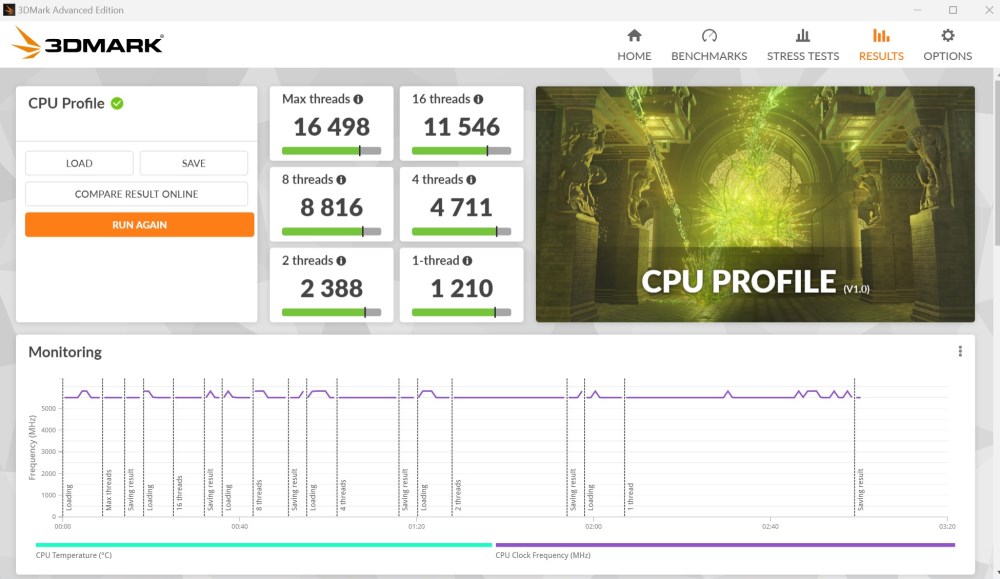 3DMark Advanced Edition
3DMARK
HOME
BENCHMARKS
STRESS TESTS
RESULTS
OPTIONS
CPU Profile
LOAD
SAVE
COMPARE RESULT ONLINE
RUN AGAIN
Max threads
16 498
16 threads
11 546
8 threads
8 816
4 threads
4 711
2 threads
2 388
1-thread
1 210
CPU PROFILE (V1.0)
Monitoring
Frequency (MHz)
5000
4000
3000
2000
1000
0
Loading
Max threads
Saving result
Loading
16 threads
Saving result
Loading
8 threads
Saving result
Loading
4 threads
Saving result
Loading
2 threads
Saving result
Loading
1 thread
Saving result
00:00
00:40
01:20
02:00
02:40
03:20
CPU Temperature (°C)
CPU Clock Frequency (MHz)